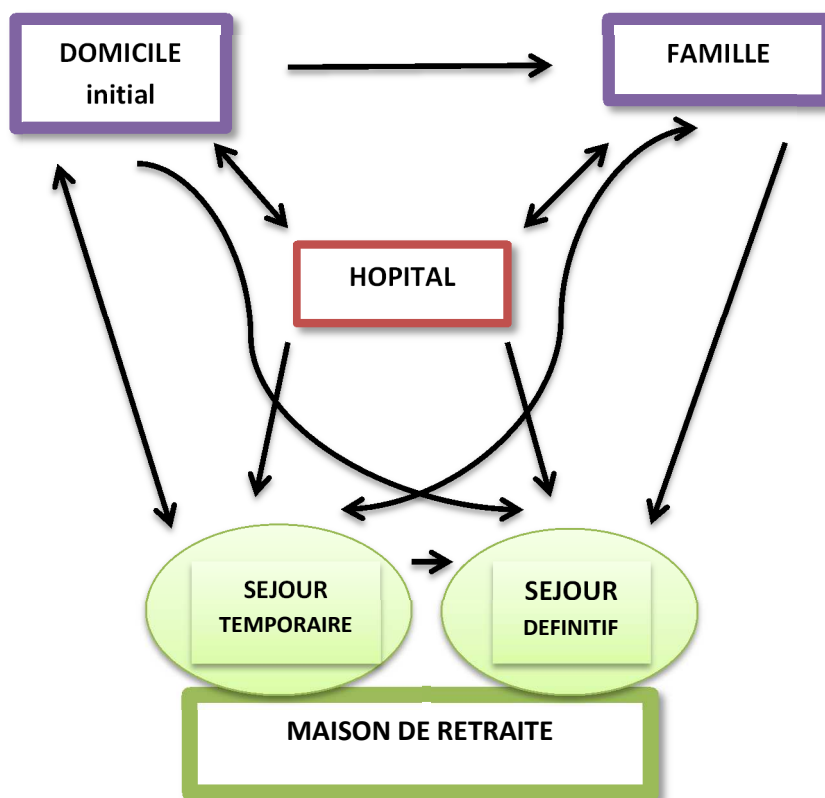 DOMICILE
initial
FAMILLE
HOPITAL
SEJOUR
TEMPORAIRE
SEJOUR
DEFINITIF
MAISON DE RETRAITE